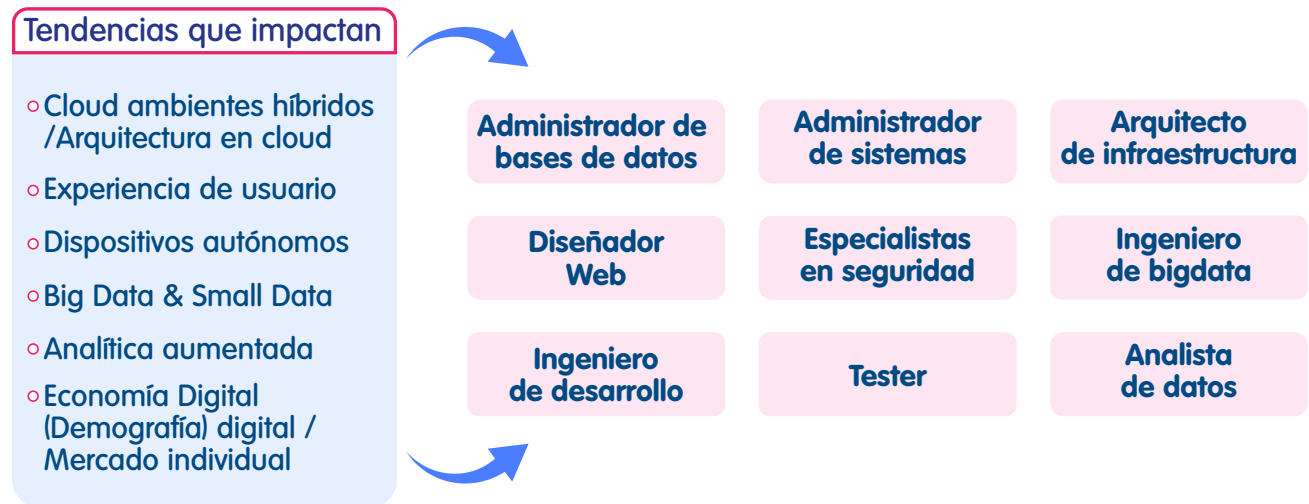 Tendencias que impactan
Cloud ambientes híbridos
/Arquitectura en cloud
Experiencia de usuario
Dispositivos autónomos
Big Data & Small Data
Analítica aumentada
Economía Digital
(Demografía) digital /
Mercado individual
Administrador de
bases de datos
Administrador
de sistemas
Arquitecto
de infraestructura
Diseñador
Web
Especialistas
en seguridad
Ingeniero
de bigdata
Ingeniero
de desarrollo
Tester
Analista
de datos